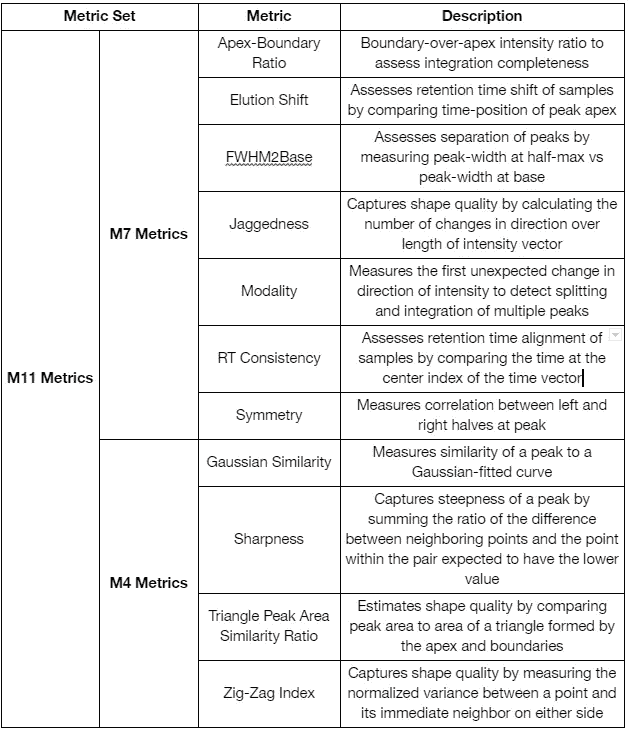 Metric Set Metric Description
M11 Metrics
M7 Metrics
Apex-Boundary
Ratio
Boundary-over-apex intensity ratio to
assess integration completeness
Elution Shift
Assesses retention time shift of samples
by comparing time-position of peak apex
FWHM2Base
Assesses separation of peaks by
measuring peak-width at half-max vs
peak-width at base
Jaggedness
Captures shape quality by calculating the
number of changes in direction over
length of intensity vector
Modality
Measures the first unexpected change in
direction of intensity to detect splitting
and integration of multiple peaks
RT Consistency
Assesses retention time alignment of
samples by comparing the time at the
center index of the time vector
Symmetry
Measures correlation between left and
right halves at peak
M4 Metrics
Gaussian Similarity
Measures similarity of a peak to a
Gaussian-fitted curve
Sharpness
Captures steepness of a peak by
summing the ratio of the difference
between neighboring points and the point
within the pair expected to have the lower
value
Triangle Peak Area
Similarity Ratio
Estimates shape quality by comparing
peak area to area of a triangle formed by
the apex and boundaries
Zig-Zag Index
Captures shape quality by measuring the
normalized variance between a point and
its immediate neighbor on either side